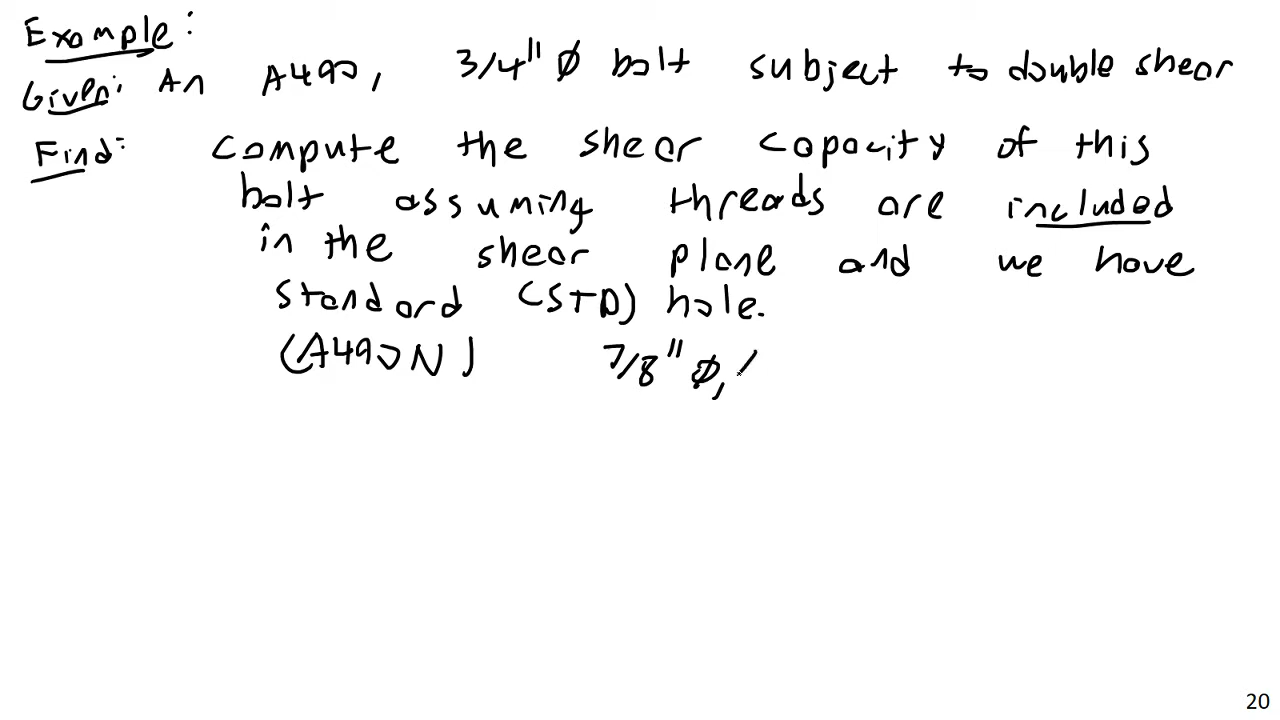 Example:
Given: An A490, 3/4" Ø bolt subject to double shear
Find: compute the shear capacity of this
bolt assuming threads are included
in the shear plane and we have
standard (STD) hole.
(A490N) 7/8" Ø,
20